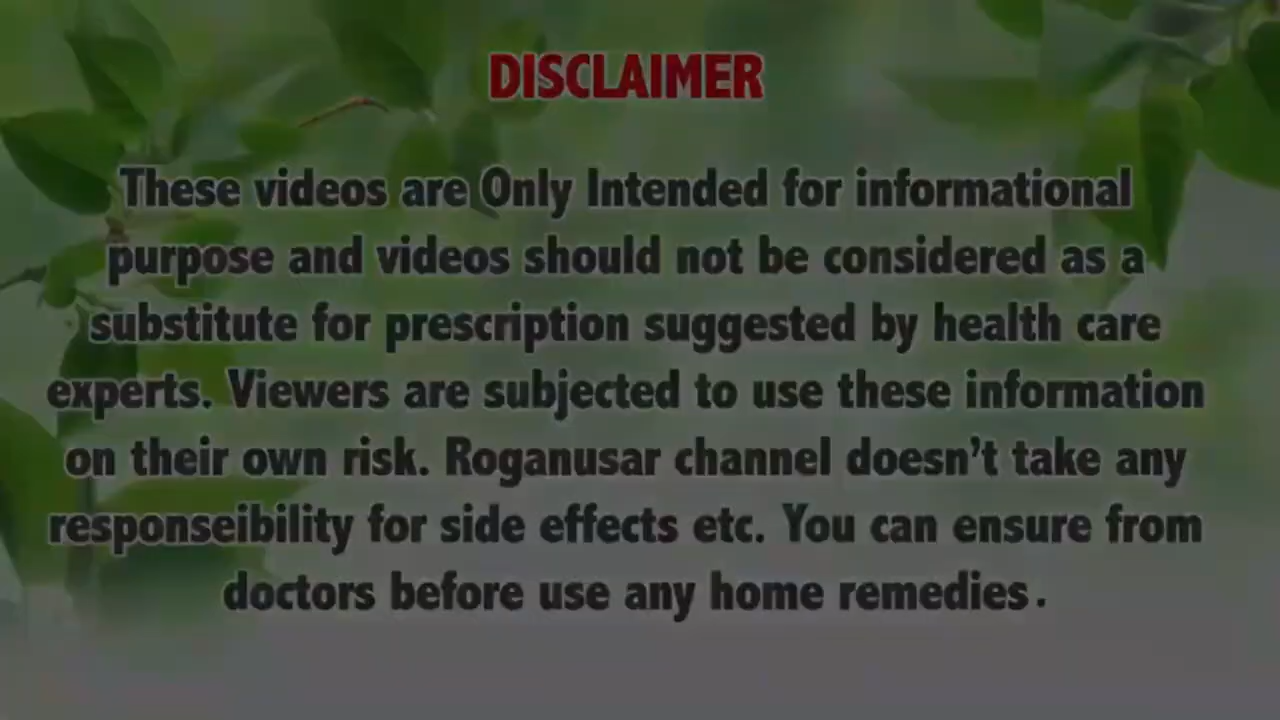 DISCLAIMER
These videos are Only Intended for informational
purpose and videos should not be considered as a
substitute for prescription suggested by health care
experts. Viewers are subjected to use these information
on their own risk. Roganusar channel doesn't take any
responseibility for side effects etc. You can ensure from
doctors before use any home remedies.